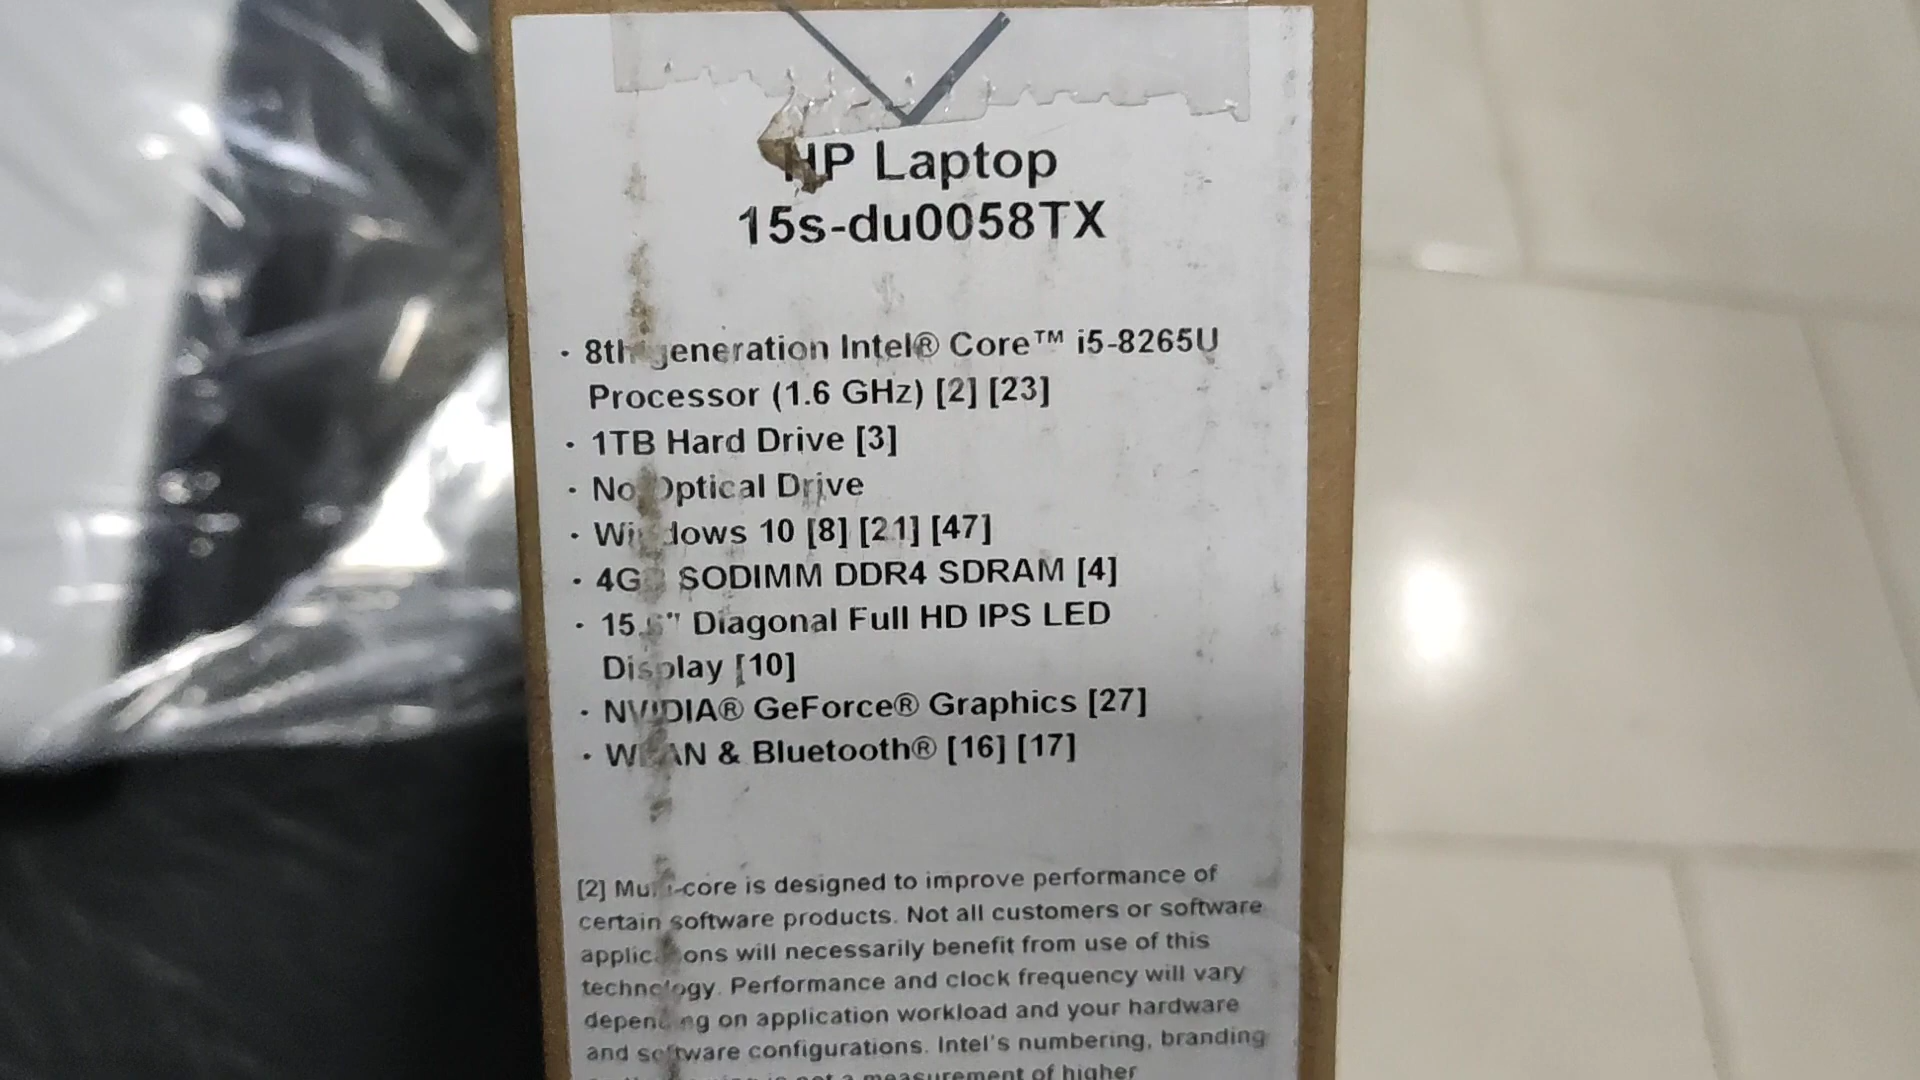 HP Laptop
15s-du0058TX
· 8th generation Intel® Core™ i5-8265U
Processor (1.6 GHz) [2] [23]
· 1TB Hard Drive [3]
· No Optical Drive
· Windows 10 [8] [21] [47]
· 4GB SODIMM DDR4 SDRAM [4]
· 15.6" Diagonal Full HD IPS LED
Display [10]
· NVIDIA® GeForce® Graphics [27]
· WLAN & Bluetooth® [16] [17]
[2] Multi-core is designed to improve performance of
certain software products. Not all customers or software
applications will necessarily benefit from use of this
technology. Performance and clock frequency will vary
depending on application workload and your hardware
and software configurations. Intel's numbering, branding
not a measurement of higher